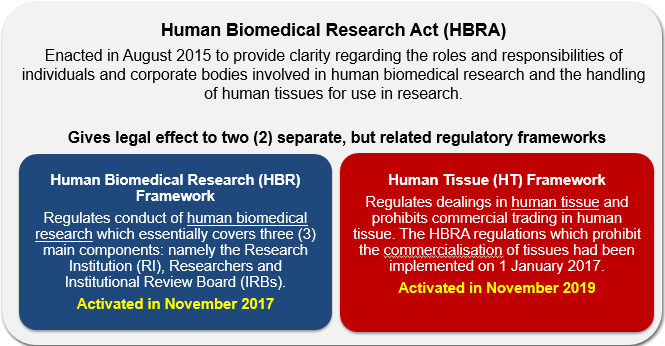 Human Biomedical Research Act (HBRA)
Enacted in August 2015 to provide clarity regarding the roles and responsibilities of
individuals and corporate bodies involved in human biomedical research and the handling
of human tissues for use in research.
Gives legal effect to two (2) separate, but related regulatory frameworks
Human Biomedical Research (HBR)
Framework
Regulates conduct of human biomedical
research which essentially covers three (3)
main components: namely the Research
Institution (RI), Researchers and
Institutional Review Board (IRBs).
Activated in November 2017
Human Tissue (HT) Framework
Regulates dealings in human tissue and
prohibits commercial trading in human
tissue. The HBRA regulations which prohibit
the commercialisation of tissues had been
implemented on 1 January 2017.
Activated in November 2019